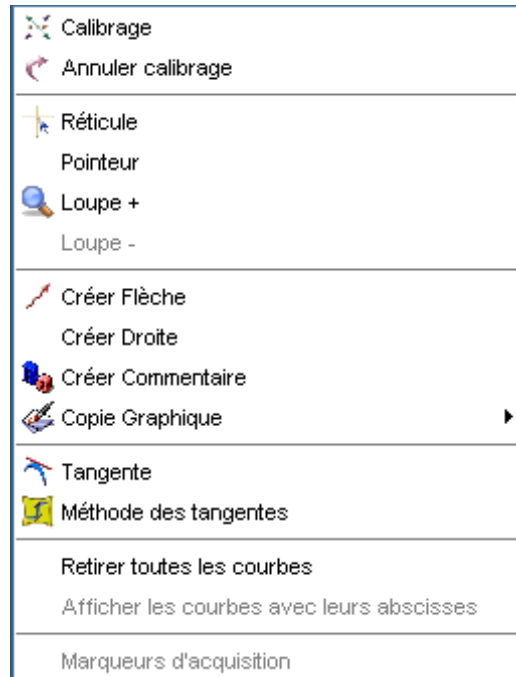 Calibrage
Annuler calibrage
Réticule
Pointeur
Loupe +
Loupe -
Créer Flèche
Créer Droite
Créer Commentaire
Copie Graphique
Tangente
Méthode des tangentes
Retirer toutes les courbes
Afficher les courbes avec leurs abscisses
Marqueurs d'acquisition